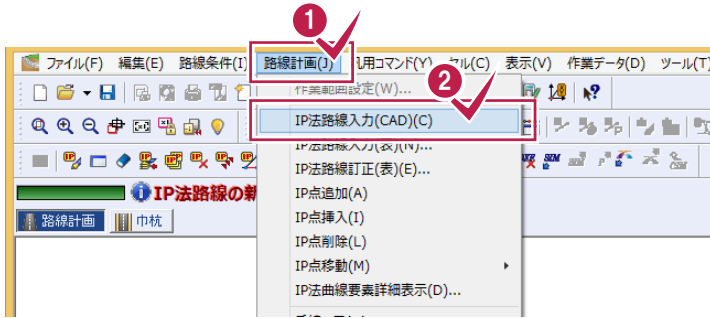 1
ファイル(F) 編集(E) 路線条件(I) 路線計画(J) 汎用コマンド(Y) セル(C) 表示(V) 作業データ(D) ツール(T)
2
作業範囲設定(W)...
IP法路線入力(CAD)(C)
IP法路線入力(表)(N)...
IP法路線訂正(表)(E)...
IP法路線の新
IP点追加(A)
路線計画 巾杭
IP点挿入(I)
IP点削除(L)
IP点移動(M)
IP法曲線要素詳細表示(D)...